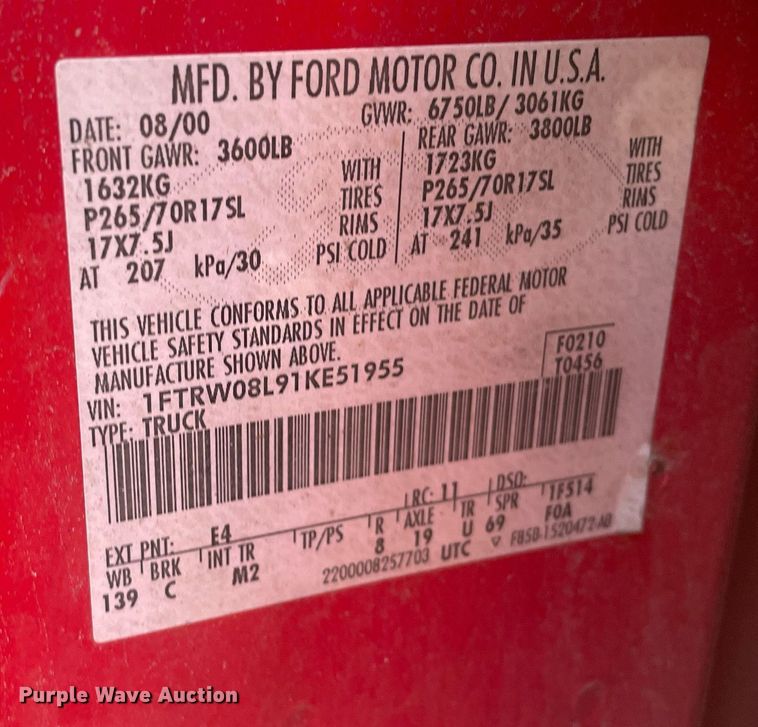 MFD. BY FORD MOTOR CO. IN U.S.A.
DATE: 08/00 GVWR: 6750LB/ 3061KG
FRONT GAWR: 3600LB REAR GAWR: 3800LB
1632KG WITH 1723KG WITH
P265/70R17SL TIRES P265/70R17SL TIRES
17X7.5J RIMS 17X7.5J RIMS
AT 207 kPa/30 PSI COLD AT 241 kPa/35 PSI COLD
THIS VEHICLE CONFORMS TO ALL APPLICABLE FEDERAL MOTOR
VEHICLE SAFETY STANDARDS IN EFFECT ON THE DATE OF
MANUFACTURE SHOWN ABOVE.
F0210
VIN: 1FTRW08L91KE51955 T0456
TYPE: TRUCK
EXT PNT: E4 RC: 11 DSO: 1F514
WB BRK INT TR TP/PS R AXLE TR SPR F0A
139 C M2 8 19 U 69
2200008257703 UTC ▽ F85B-1520472-AB
Purple Wave Auction